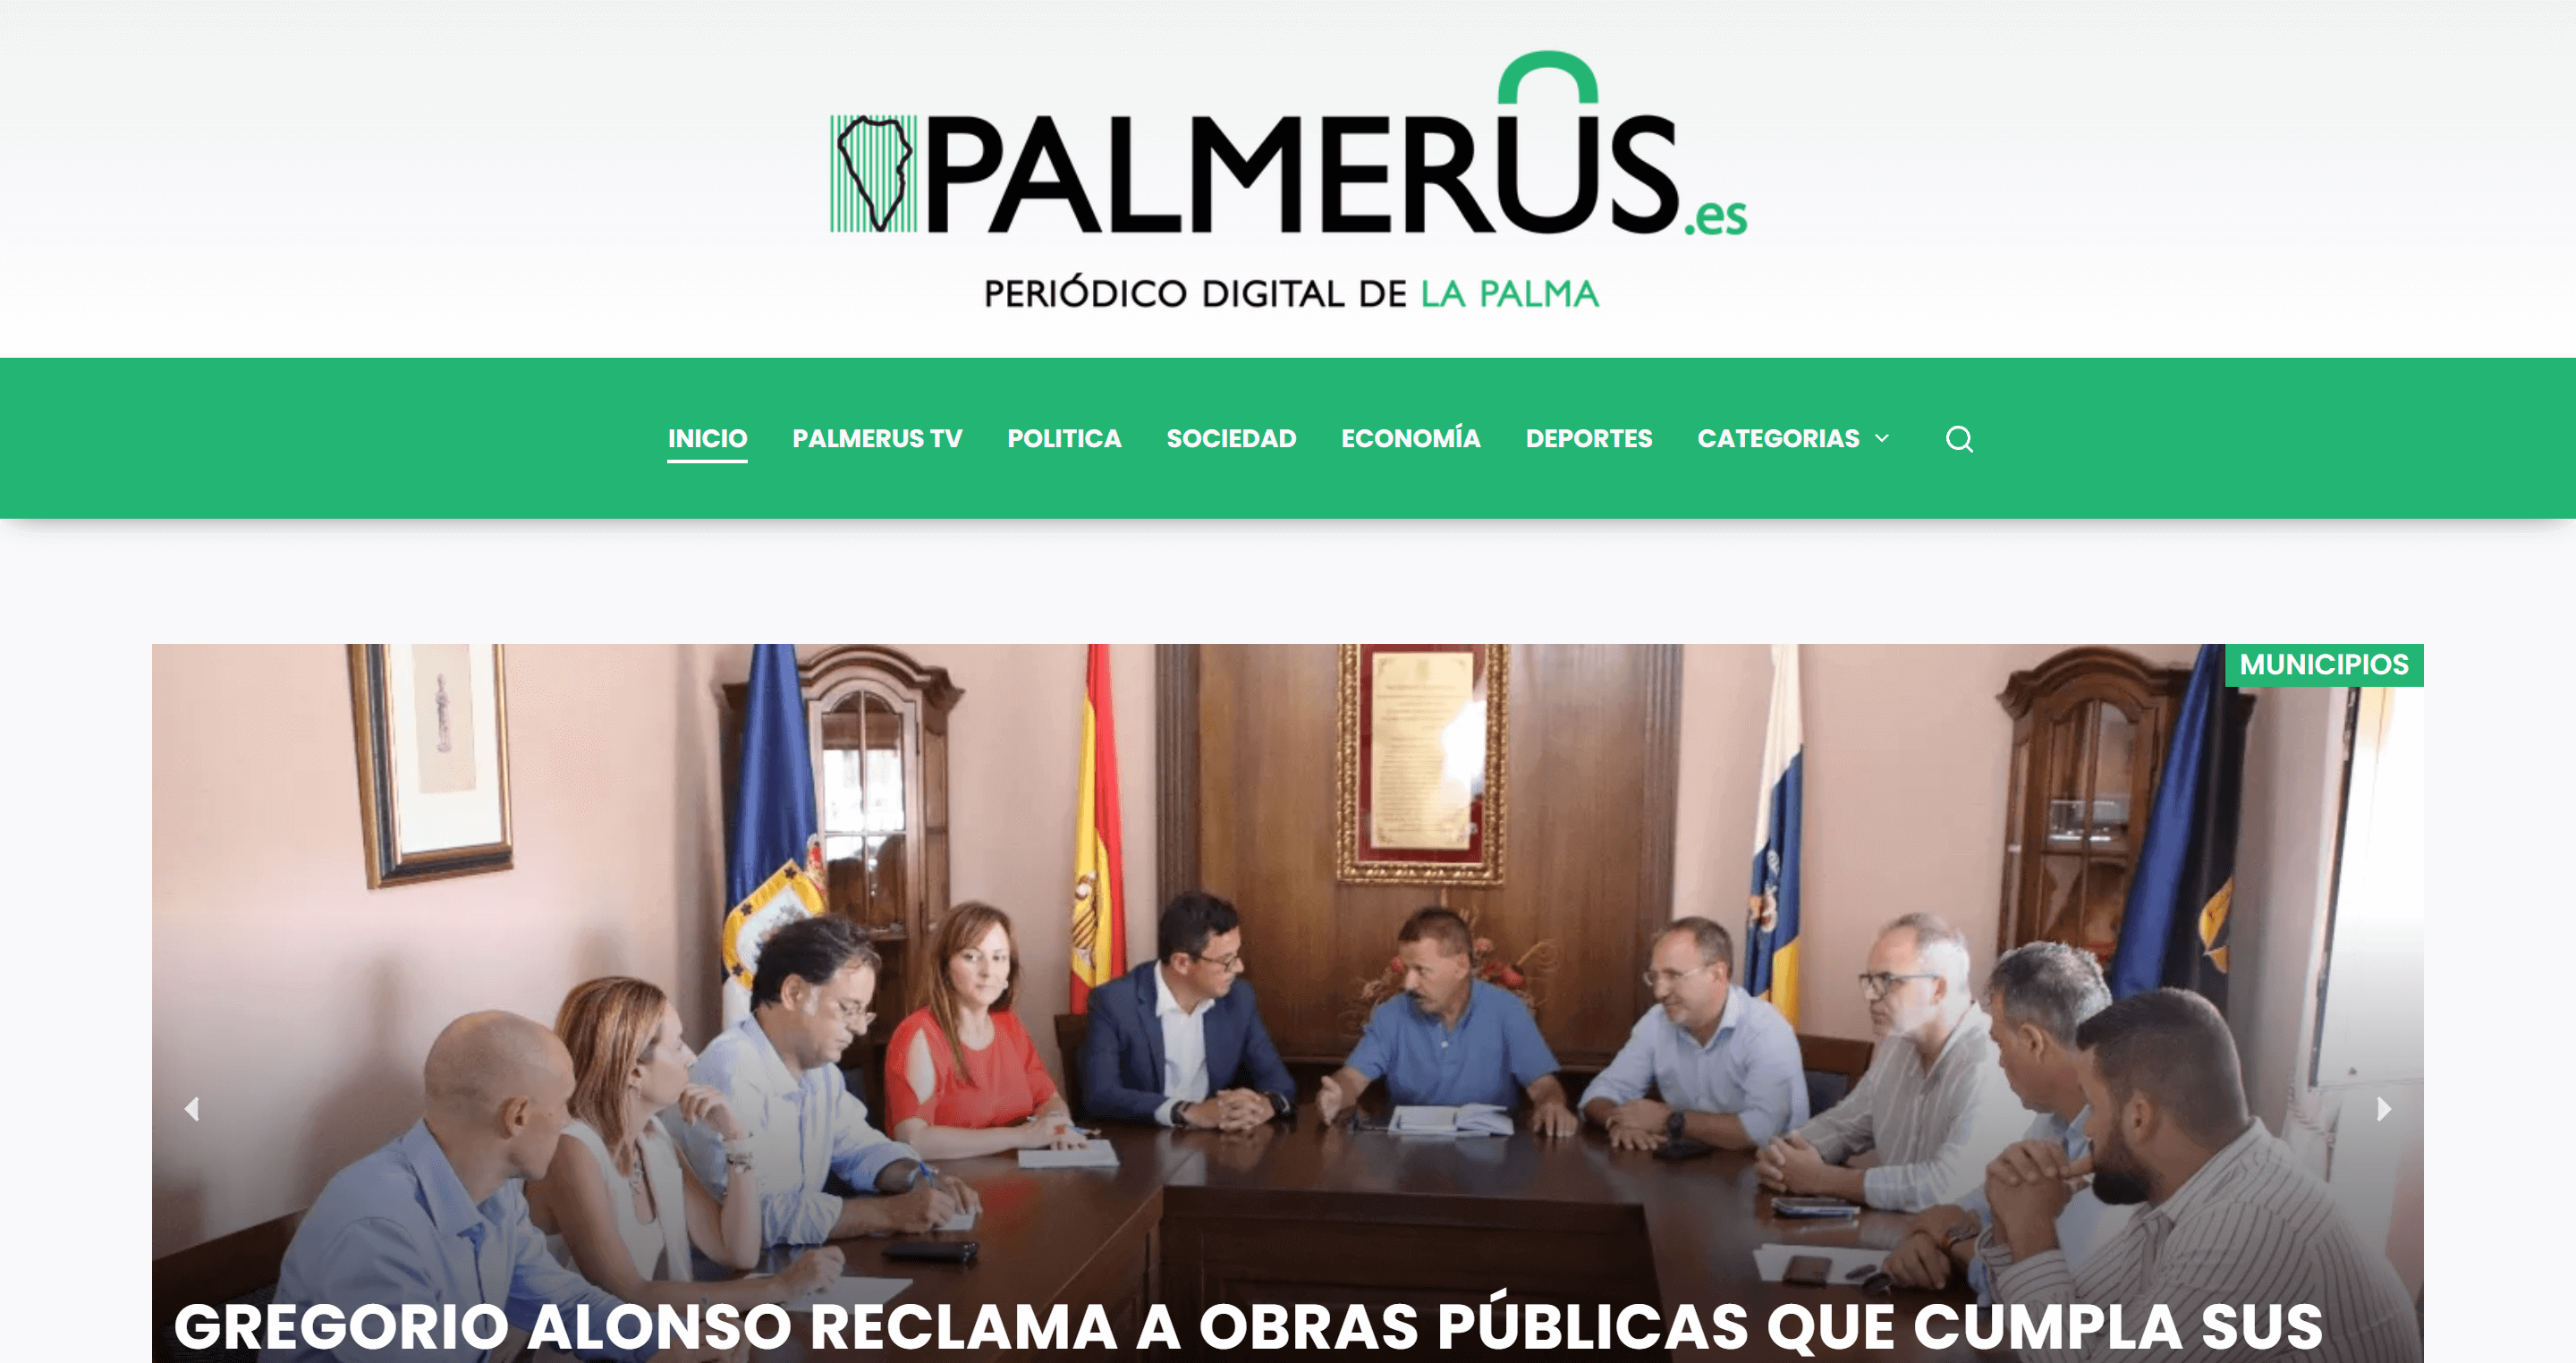 PALMERUS.es
PERIÓDICO DIGITAL DE LA PALMA
INICIO PALMERUS TV POLITICA SOCIEDAD ECONOMÍA DEPORTES CATEGORIAS
MUNICIPIOS
GREGORIO ALONSO RECLAMA A OBRAS PÚBLICAS QUE CUMPLA SUS